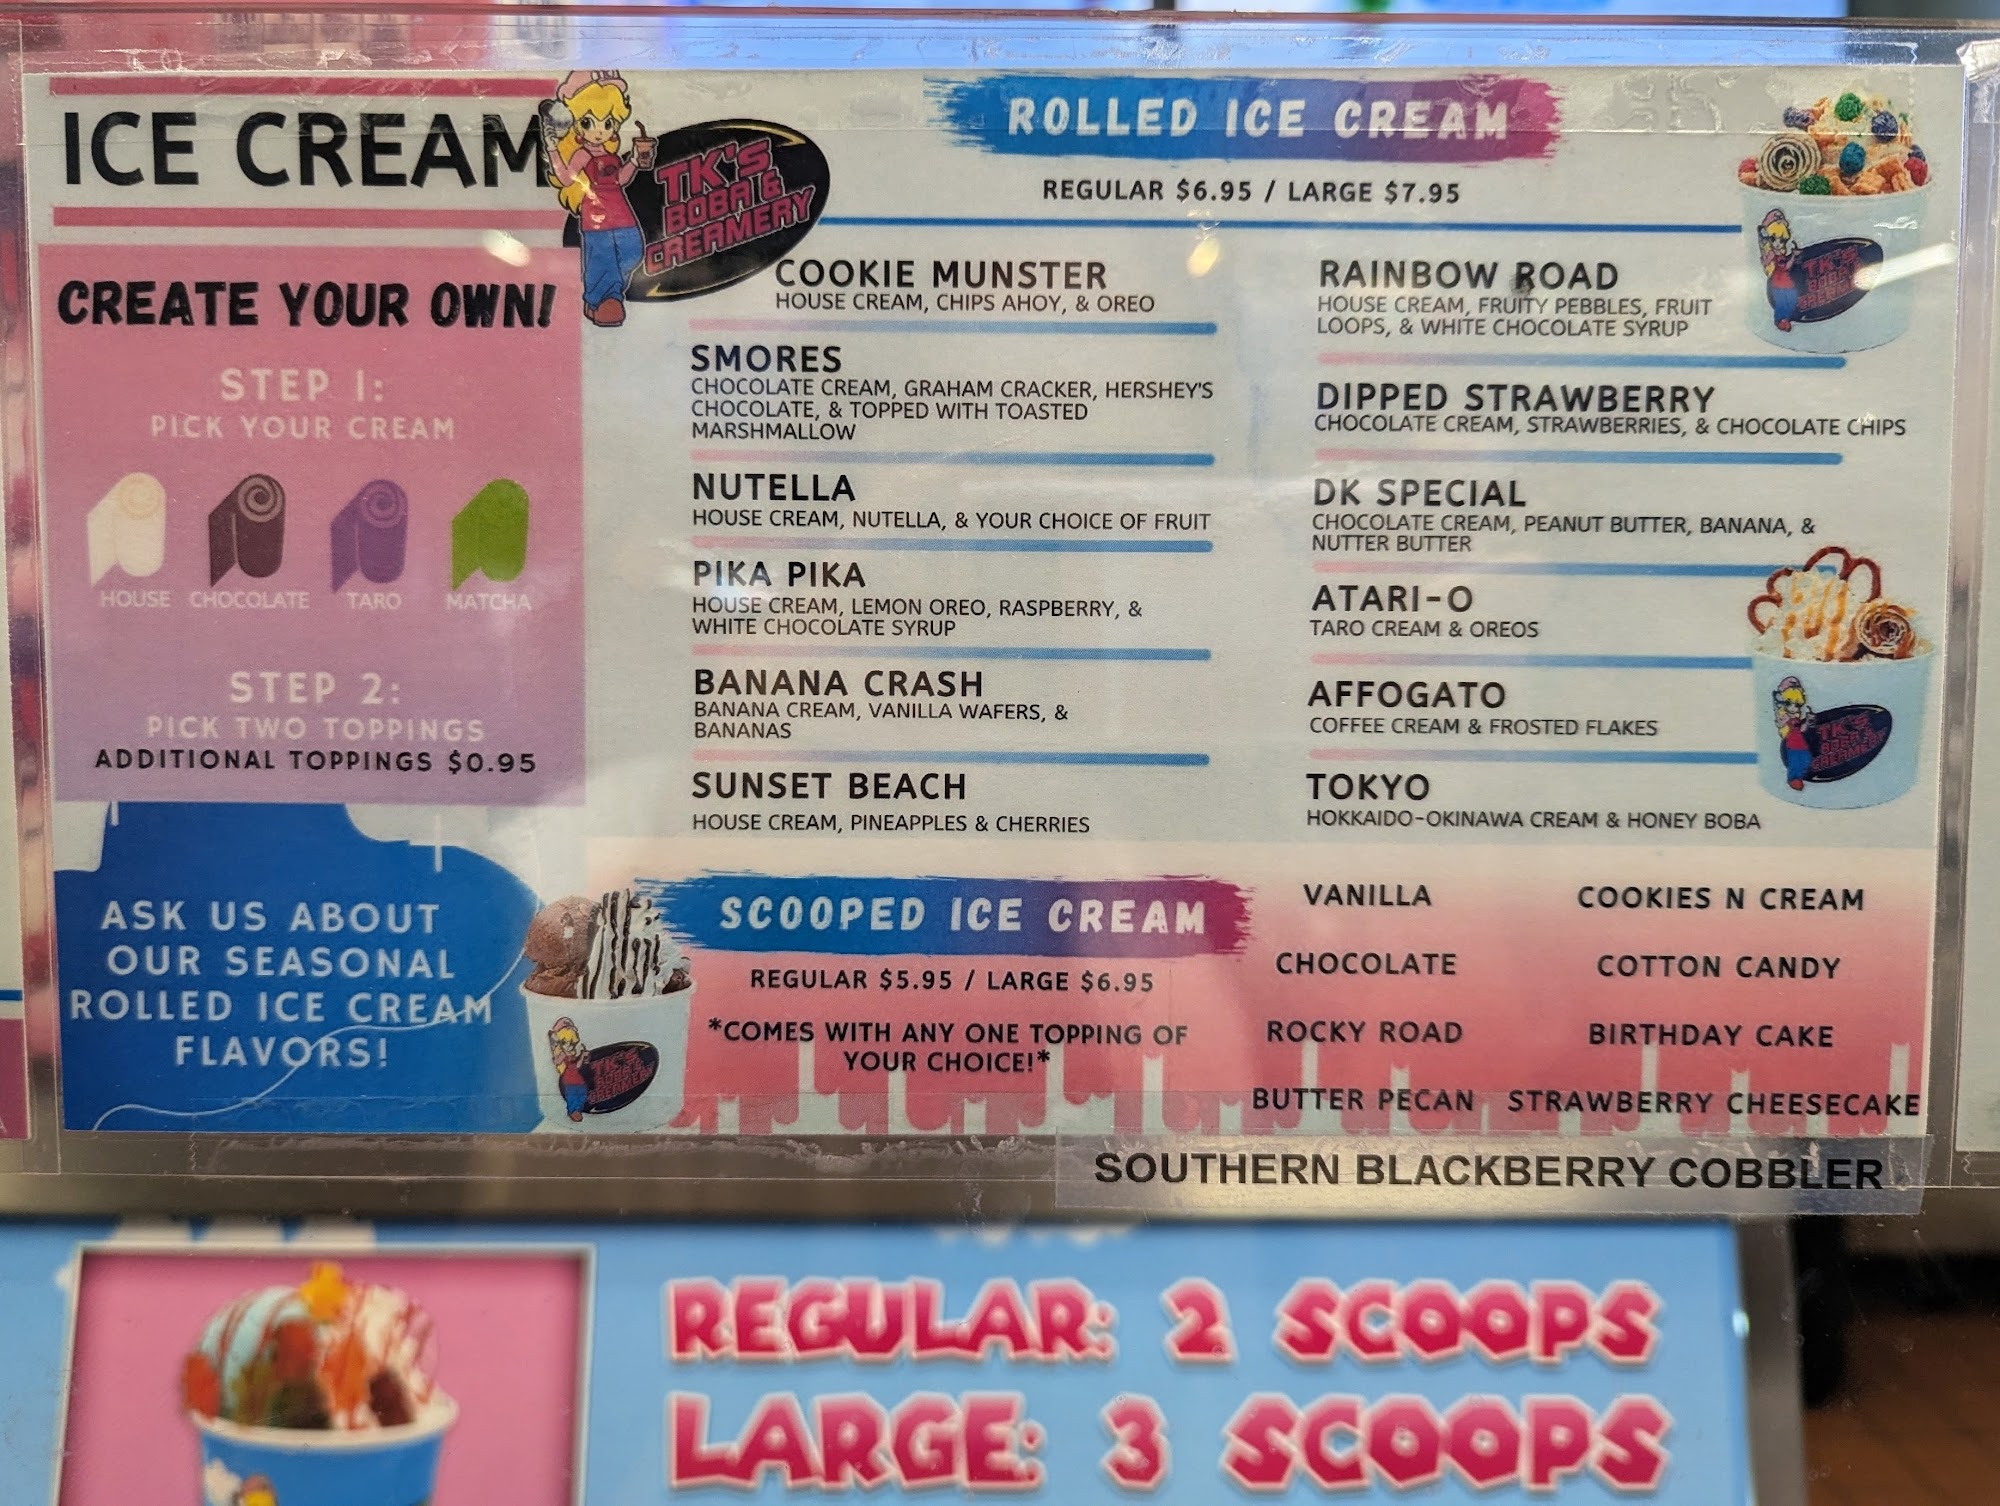 ICE CREAM
TK'S
BOBA &
CREAMERY
CREATE YOUR OWN!
STEP 1:
PICK YOUR CREAM
HOUSE CHOCOLATE TARO MATCHA
STEP 2:
PICK TWO TOPPINGS
ADDITIONAL TOPPINGS $0.95
ASK US ABOUT
OUR SEASONAL
ROLLED ICE CREAM
FLAVORS!
ROLLED ICE CREAM
REGULAR $6.95 / LARGE $7.95
COOKIE MUNSTER
HOUSE CREAM, CHIPS AHOY, & OREO
SMORES
CHOCOLATE CREAM, GRAHAM CRACKER, HERSHEY'S
CHOCOLATE, & TOPPED WITH TOASTED
MARSHMALLOW
NUTELLA
HOUSE CREAM, NUTELLA, & YOUR CHOICE OF FRUIT
PIKA PIKA
HOUSE CREAM, LEMON OREO, RASPBERRY, &
WHITE CHOCOLATE SYRUP
BANANA CRASH
BANANA CREAM, VANILLA WAFERS, &
BANANAS
SUNSET BEACH
HOUSE CREAM, PINEAPPLES & CHERRIES
RAINBOW ROAD
HOUSE CREAM, FRUITY PEBBLES, FRUIT
LOOPS, & WHITE CHOCOLATE SYRUP
DIPPED STRAWBERRY
CHOCOLATE CREAM, STRAWBERRIES, & CHOCOLATE CHIPS
DK SPECIAL
CHOCOLATE CREAM, PEANUT BUTTER, BANANA, &
NUTTER BUTTER
ATARI-O
TARO CREAM & OREOS
AFFOGATO
COFFEE CREAM & FROSTED FLAKES
TOKYO
HOKKAIDO-OKINAWA CREAM & HONEY BOBA
TK'S
BOBA &
CREAMERY
TK'S
BOBA &
CREAMERY
SCOOPED ICE CREAM
REGULAR $5.95 / LARGE $6.95
*COMES WITH ANY ONE TOPPING OF
YOUR CHOICE!*
TK'S
BOBA &
CREAMERY
VANILLA COOKIES N CREAM
CHOCOLATE COTTON CANDY
ROCKY ROAD BIRTHDAY CAKE
BUTTER PECAN STRAWBERRY CHEESECAKE
SOUTHERN BLACKBERRY COBBLER
REGULAR: 2 SCOOPS
LARGE: 3 SCOOPS